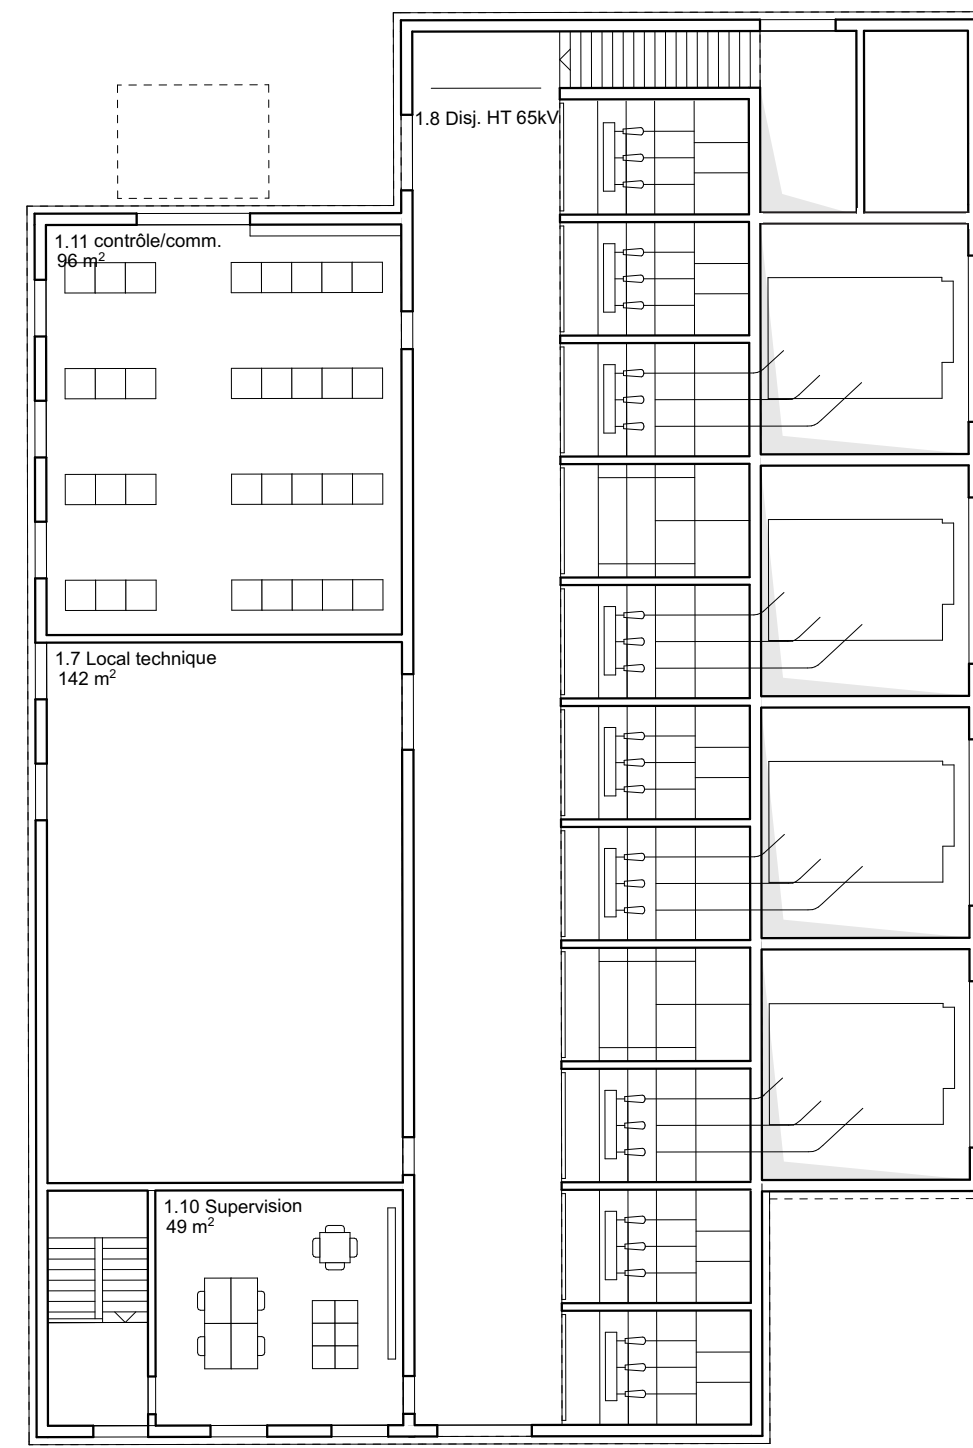 1.8 Disj. HT 65kV
1.11 contrôle/comm.
96 m²
1.7 Local technique
142 m²
1.10 Supervision
49 m²